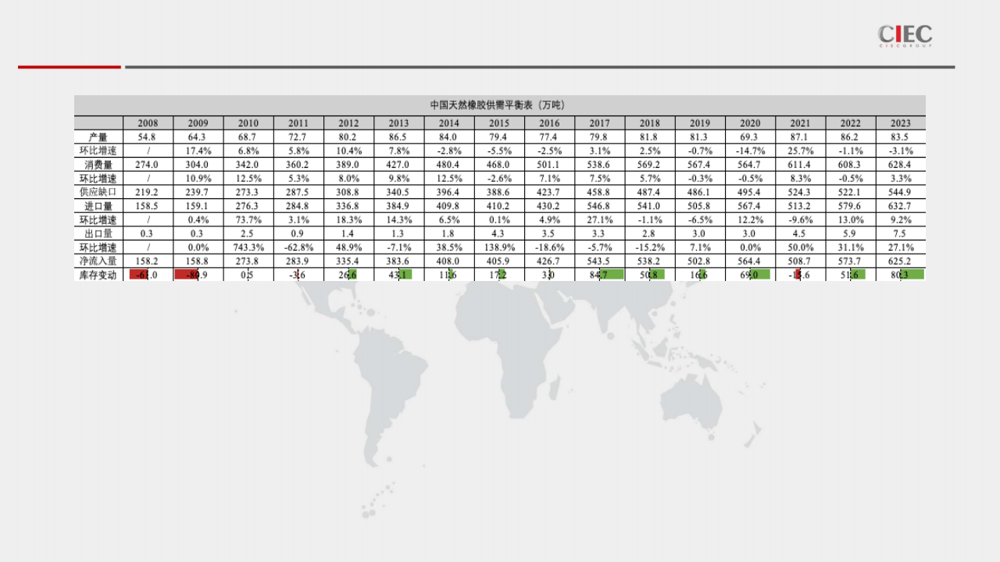 CIEC
CIECGROUP
中国天然橡胶供需平衡表（万吨）
2008 2009 2010 2011 2012 2013 2014 2015 2016 2017 2018 2019 2020 2021 2022 2023
产量 54.8 64.3 68.7 72.7 80.2 86.5 84.0 79.4 77.4 79.8 81.8 81.3 69.3 87.1 86.2 83.5
环比增速 / 17.4% 6.8% 5.8% 10.4% 7.8% -2.8% -5.5% -2.5% 3.1% 2.5% -0.7% -14.7% 25.7% -1.1% -3.1%
消费量 274.0 304.0 342.0 360.2 389.0 427.0 480.4 468.0 501.1 538.6 569.2 567.4 564.7 611.4 608.3 628.4
环比增速 / 10.9% 12.5% 5.3% 8.0% 9.8% 12.5% -2.6% 7.1% 7.5% 5.7% -0.3% -0.5% 8.3% -0.5% 3.3%
供应缺口 219.2 239.7 273.3 287.5 308.8 340.5 396.4 388.6 423.7 458.8 487.4 486.1 495.4 524.3 522.1 544.9
进口量 158.5 159.1 276.3 284.8 336.8 384.9 409.8 410.2 430.2 546.8 541.0 505.8 567.4 513.2 579.6 632.7
环比增速 / 0.4% 73.7% 3.1% 18.3% 14.3% 6.5% 0.1% 4.9% 27.1% -1.1% -6.5% 12.2% -9.6% 13.0% 9.2%
出口量 0.3 0.3 2.5 0.9 1.4 1.3 1.8 4.3 3.5 3.3 2.8 3.0 3.0 4.5 5.9 7.5
环比增速 / 0.0% 743.3% -62.8% 48.9% -7.1% 38.5% 138.9% -18.6% -5.7% -15.2% 7.1% 0.0% 50.0% 31.1% 27.1%
净流入量 158.2 158.8 273.8 283.9 335.4 383.6 408.0 405.9 426.7 543.5 538.2 502.8 564.4 508.7 573.7 625.2
库存变动 -61.0 -80.9 0.5 -3.6 26.6 43.1 11.6 17.2 3.0 84.7 50.8 16.6 69.0 -15.6 51.6 80.3